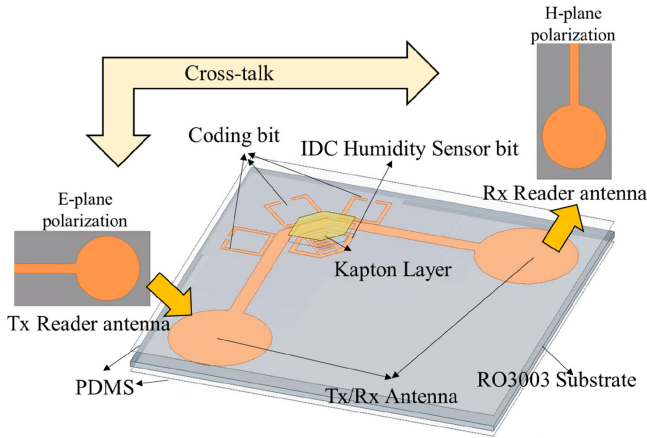 H-plane
polarization
Cross-talk
Coding bit
IDC Humidity Sensor bit
E-plane
polarization
Rx Reader antenna
Kapton Layer
Tx Reader antenna
PDMS
Tx/Rx Antenna
RO3003 Substrate